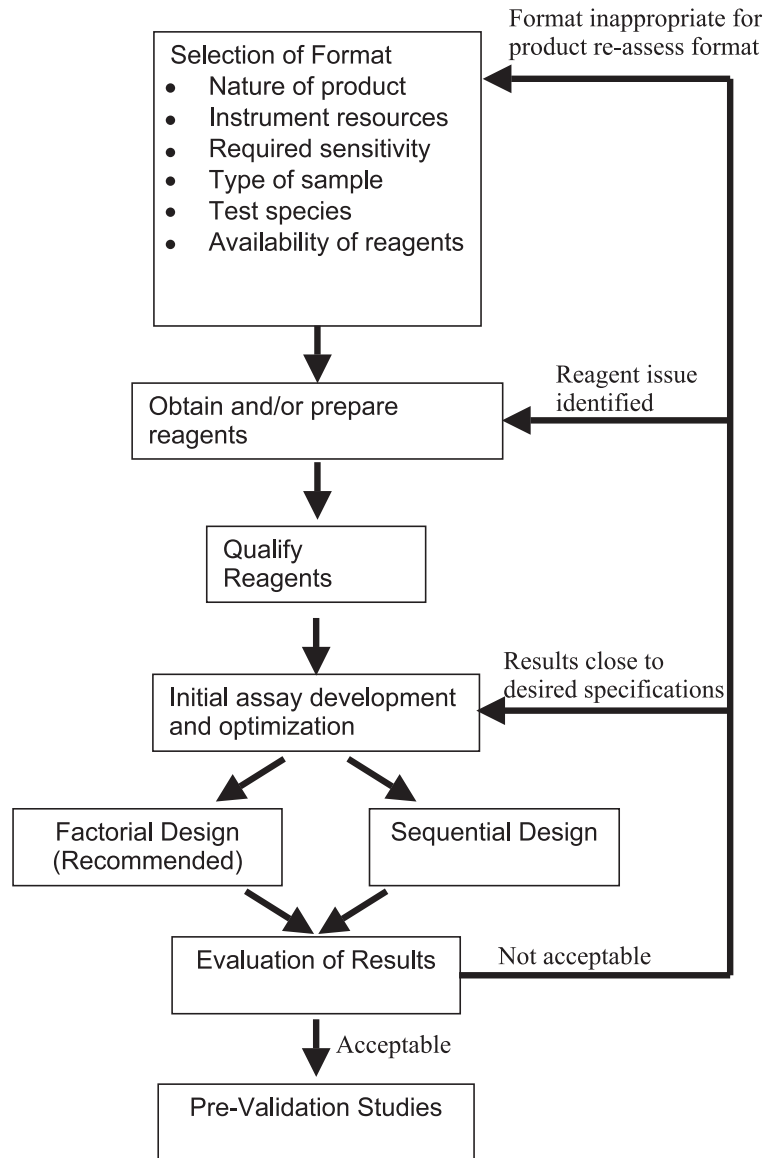 Format inappropriate for
product re-assess format
Selection of Format
• Nature of product
• Instrument resources
• Required sensitivity
• Type of sample
• Test species
• Availability of reagents
Reagent issue
identified
Obtain and/or prepare
reagents
Qualify
Reagents
Results close to
desired specifications
Initial assay development
and optimization
Factorial Design
(Recommended)
Sequential Design
Evaluation of Results
Not acceptable
Acceptable
Pre-Validation Studies